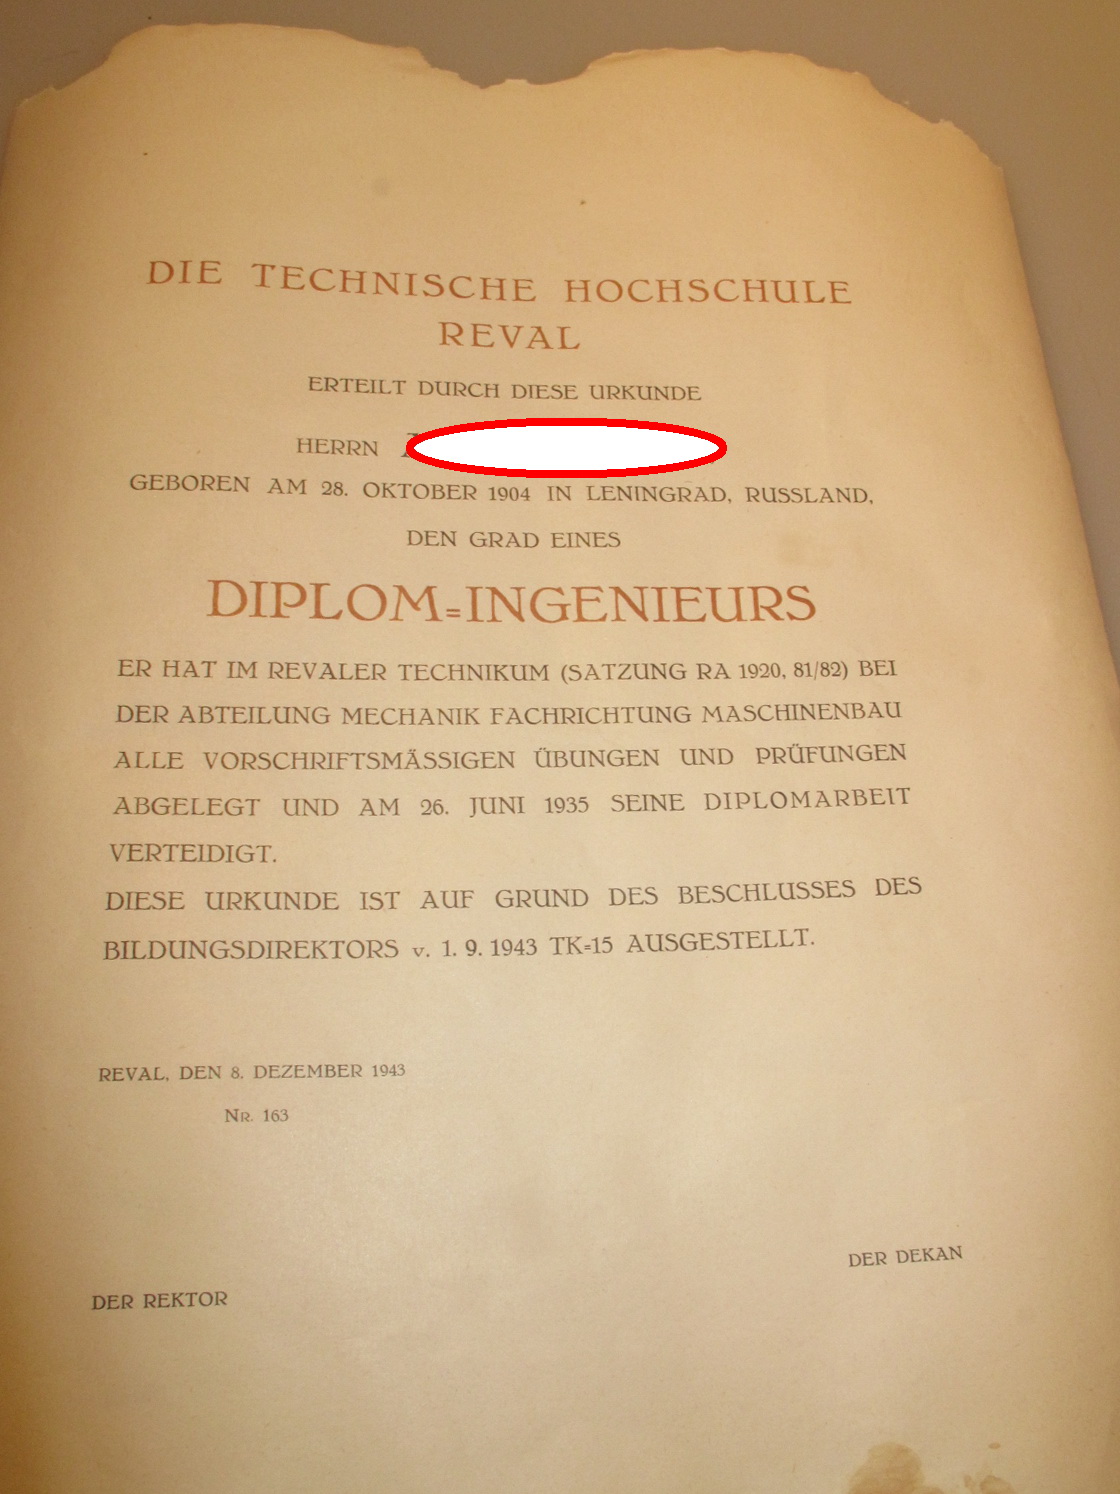 DIE TECHNISCHE HOCHSCHULE
REVAL
ERTEILT DURCH DIESE URKUNDE
HERRN
GEBOREN AM 28. OKTOBER 1904 IN LENINGRAD, RUSSLAND,
DEN GRAD EINES
DIPLOM=INGENIEURS
ER HAT IM REVALER TECHNIKUM (SATZUNG RA 1920, 81/82) BEI
DER ABTEILUNG MECHANIK FACHRICHTUNG MASCHINENBAU
ALLE VORSCHRIFTSMÄSSIGEN ÜBUNGEN UND PRÜFUNGEN
ABGELEGT UND AM 26. JUNI 1935 SEINE DIPLOMARBEIT
VERTEIDIGT.
DIESE URKUNDE IST AUF GRUND DES BESCHLUSSES DES
BILDUNGSDIREKTORS v. 1. 9. 1943 TK=15 AUSGESTELLT.
REVAL, DEN 8. DEZEMBER 1943
NR. 163
DER DEKAN
DER REKTOR